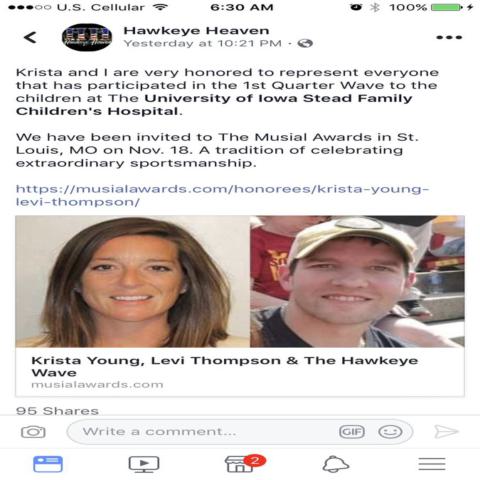 U.S. Cellular 6:30 AM 100%
Hawkeye Heaven
Yesterday at 10:21 PM ·
Krista and I are very honored to represent everyone
that has participated in the 1st Quarter Wave to the
children at The University of Iowa Stead Family
Children's Hospital.
We have been invited to The Musial Awards in St.
Louis, MO on Nov. 18. A tradition of celebrating
extraordinary sportsmanship.
https://musialawards.com/honorees/krista-young-
levi-thompson/
Krista Young, Levi Thompson & The Hawkeye
Wave
musialawards.com
95 Shares
Write a comment...
GIF
2